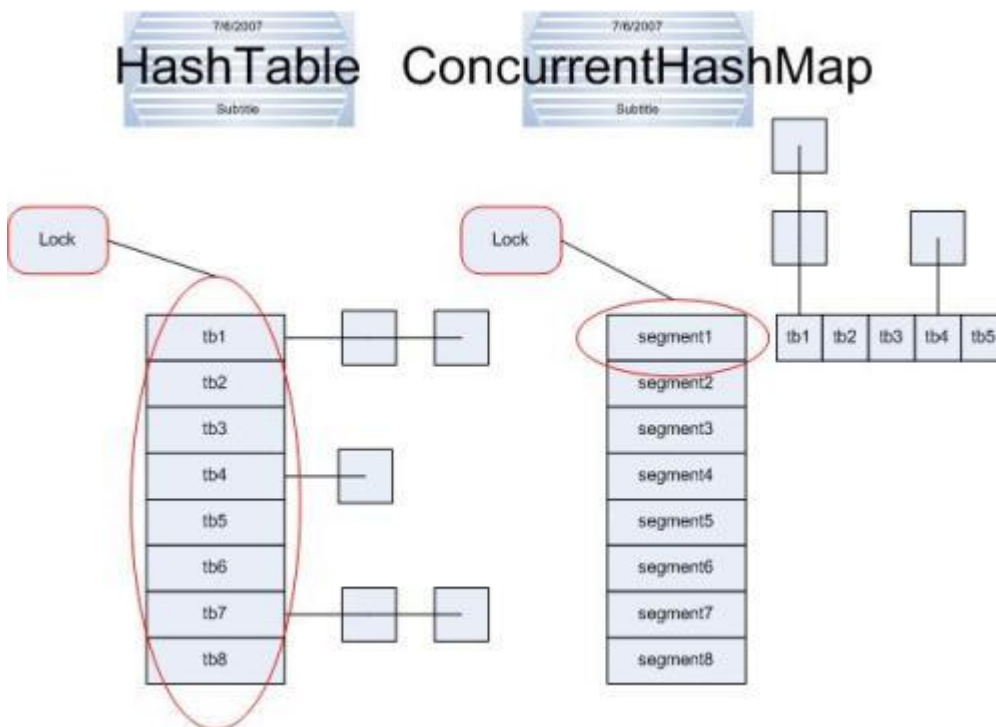 7/6/2007
HashTable
Subtitle
7/6/2007
ConcurrentHashMap
Subtitle
Lock
tb1
tb2
tb3
tb4
tb5
tb6
tb7
tb8
Lock
segment1
segment2
segment3
segment4
segment5
segment6
segment7
segment8
tb1 tb2 tb3 tb4 tb5